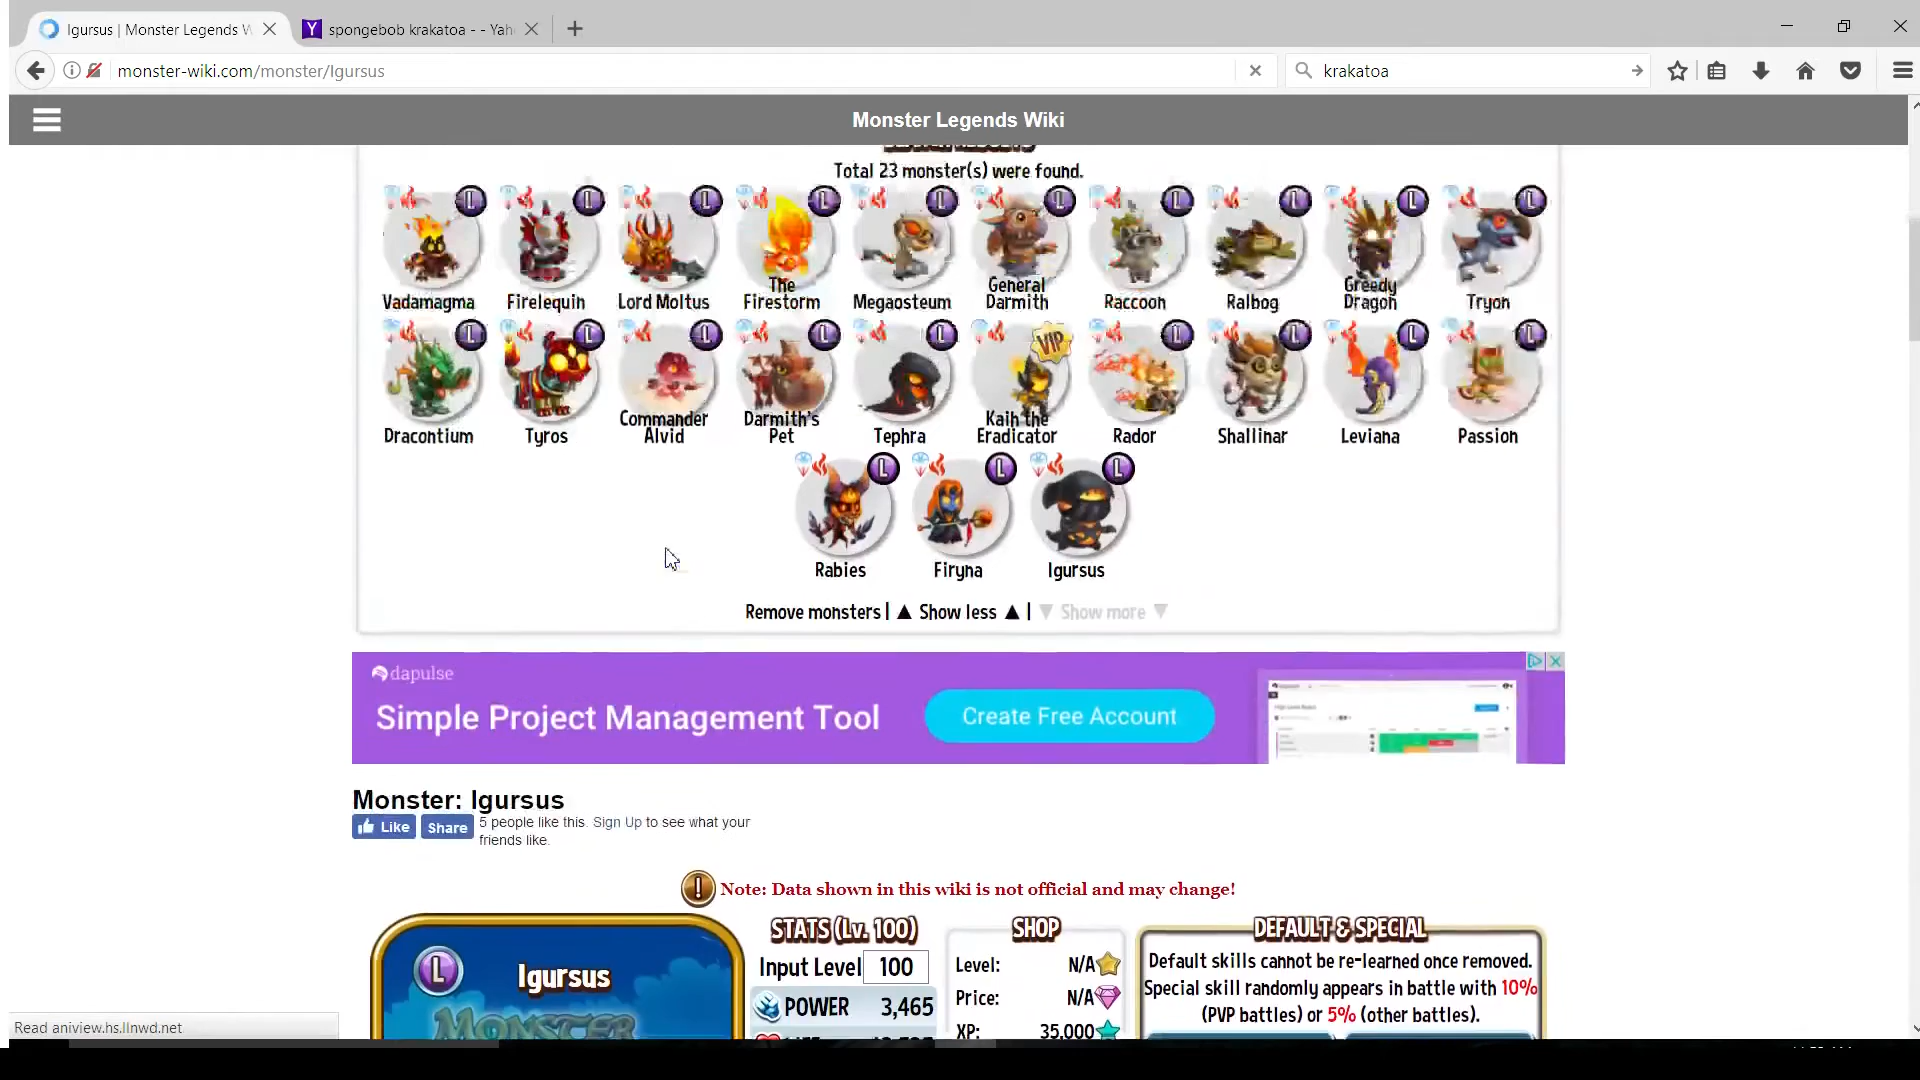 Igursus | Monster Legends W
spongebob krakatoa - - Yah
monster-wiki.com/monster/Igursus
krakatoa
Monster Legends Wiki
Total 23 monster(s) were found.
Vadamagma
Firelequin
Lord Moltus
The Firestorm
Megaosteum
General Darmith
Raccoon
Ralbog
Greedy Dragon
Tryon
Dracontium
Tyros
Commander Alvid
Darmith's Pet
Tephra
VIP
Kaih the Eradicator
Rador
Shallinar
Leviana
Passion
Rabies
Firyna
Igursus
Remove monsters | ▲ Show less ▲ | ▼ Show more ▼
dapulse
Simple Project Management Tool
Create Free Account
Monster: Igursus
Like
Share
5 people like this. Sign Up to see what your
friends like.
Note: Data shown in this wiki is not official and may change!
L
Igursus
MONSTER
STATS (Lv. 100)
Input Level 100
POWER 3,465
SHOP
Level: N/A
Price: N/A
XP: 35,000
DEFAULT & SPECIAL
Default skills cannot be re-learned once removed.
Special skill randomly appears in battle with 10%
(PVP battles) or 5% (other battles).
Read aniview.hs.llnwd.net